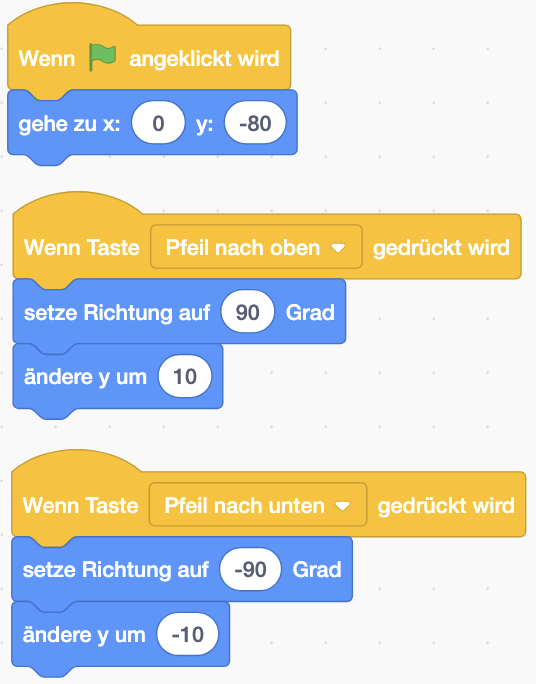 Wenn angeklickt wird
gehe zu x: 0 y: -80
Wenn Taste Pfeil nach oben gedrückt wird
setze Richtung auf 90 Grad
ändere y um 10
Wenn Taste Pfeil nach unten gedrückt wird
setze Richtung auf -90 Grad
ändere y um -10